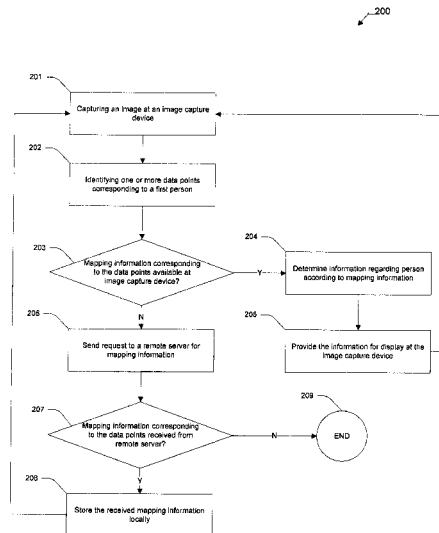 200
201
Capturing an image at an image capture
device
202
Identifying one or more data points
corresponding to a first person
203
Mapping information corresponding
to the data points available at
image capture device?
Y
204
Determine information regarding person
according to mapping information
N
205
Provide the information for display at the
image capture device
206
Send request to a remote server for
mapping information
207
Mapping information corresponding
to the data points received from
remote server?
N
209
END
Y
208
Store the received mapping information
locally